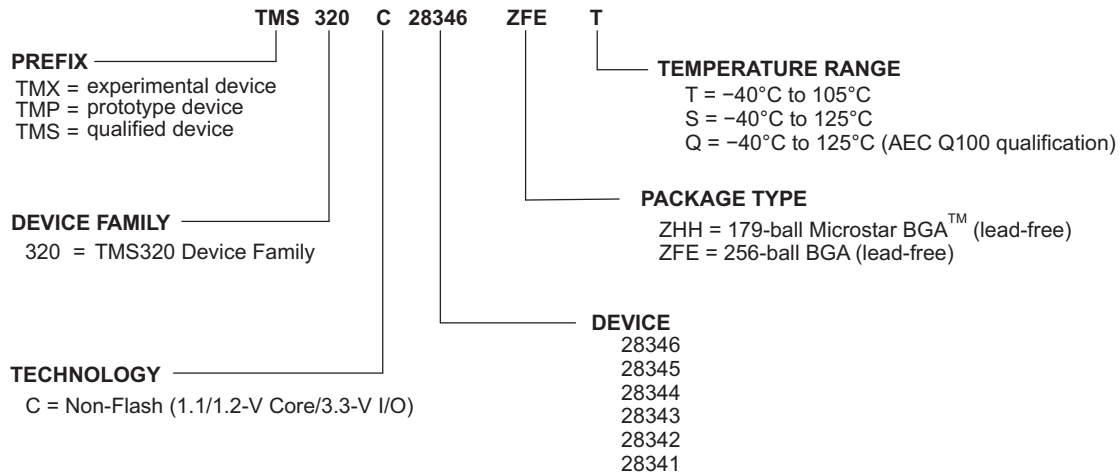 TMS 320 C 28346 ZFE T
PREFIX
TMX = experimental device
TMP = prototype device
TMS = qualified device
TEMPERATURE RANGE
T = −40°C to 105°C
S = −40°C to 125°C
Q = −40°C to 125°C (AEC Q100 qualification)
DEVICE FAMILY
320 = TMS320 Device Family
PACKAGE TYPE
ZHH = 179-ball Microstar BGA™ (lead-free)
ZFE = 256-ball BGA (lead-free)
TECHNOLOGY
C = Non-Flash (1.1/1.2-V Core/3.3-V I/O)
DEVICE
28346
28345
28344
28343
28342
28341